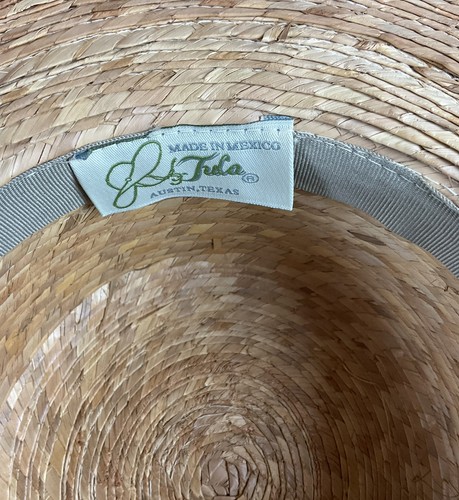 MADE IN MEXICO
Tula ®
AUSTIN, TEXAS